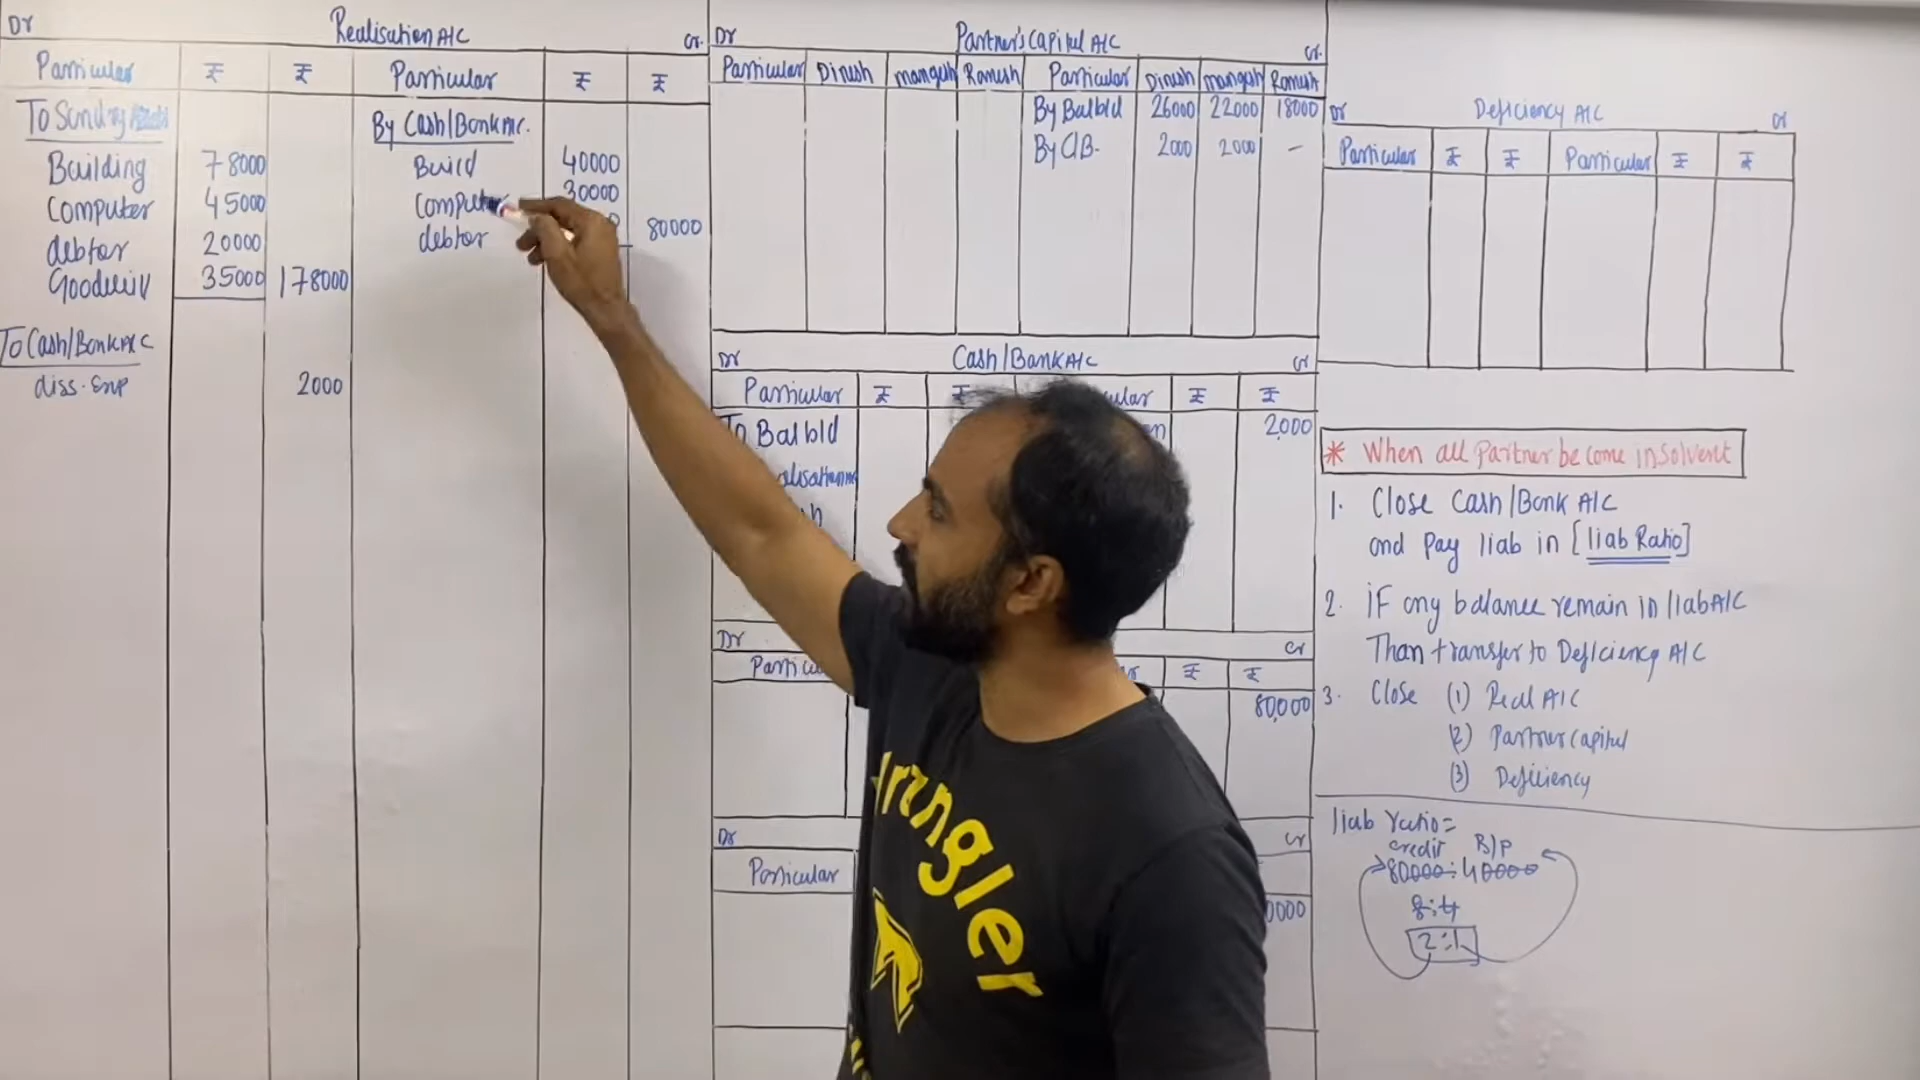 Dr Realisation A/C Cr.
Particular ₹ ₹ Particular ₹ ₹
To Sundry
By Cash/Bank A/C.
Building 78000
Build 40000
Computer 45000
Computer 30000
debtor 20000
debtor 80000
Goodwill 35000 178000
To Cash/Bank A/C
diss. Exp 2000
Dr Partner's Capital A/C Cr.
Particular Dinesh Mangesh Ramesh Particular Dinesh Mangesh Ramesh
By Bal b/d 26000 22000 18000
By C/B. 2000 2000 -
Dr Cash/Bank A/C Cr
Particular ₹ ₹ ular ₹ ₹
To Bal b/d 2,000
alisation
Dr Cr
Particu ₹ ₹
80,000
Dr Cr
Particular
0000
Dr Deficiency A/C Cr
Particular ₹ ₹ Particular ₹ ₹
* When all Partner become insolvent
1. Close Cash/Bank A/C
and pay liab in [liab Ratio]
2. if any balance remain in liab A/C
Than transfer to Deficiency A/C
3. Close (1) Real A/C
(2) Partner Capital
(3) Deficiency
liab ratio =
credit B/P
80000:40000
8:4
2:1
Wrangler